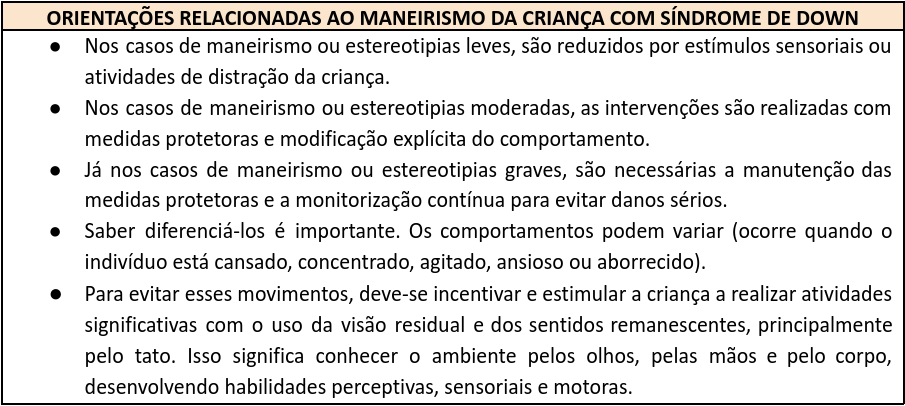 ORIENTAÇÕES RELACIONADAS AO MANEIRISMO DA CRIANÇA COM SÍNDROME DE DOWN
● Nos casos de maneirismo ou estereotipias leves, são reduzidos por estímulos sensoriais ou
atividades de distração da criança.
● Nos casos de maneirismo ou estereotipias moderadas, as intervenções são realizadas com
medidas protetoras e modificação explícita do comportamento.
● Já nos casos de maneirismo ou estereotipias graves, são necessárias a manutenção das
medidas protetoras e a monitorização contínua para evitar danos sérios.
● Saber diferenciá-los é importante. Os comportamentos podem variar (ocorre quando o
indivíduo está cansado, concentrado, agitado, ansioso ou aborrecido).
● Para evitar esses movimentos, deve-se incentivar e estimular a criança a realizar atividades
significativas com o uso da visão residual e dos sentidos remanescentes, principalmente
pelo tato. Isso significa conhecer o ambiente pelos olhos, pelas mãos e pelo corpo,
desenvolvendo habilidades perceptivas, sensoriais e motoras.